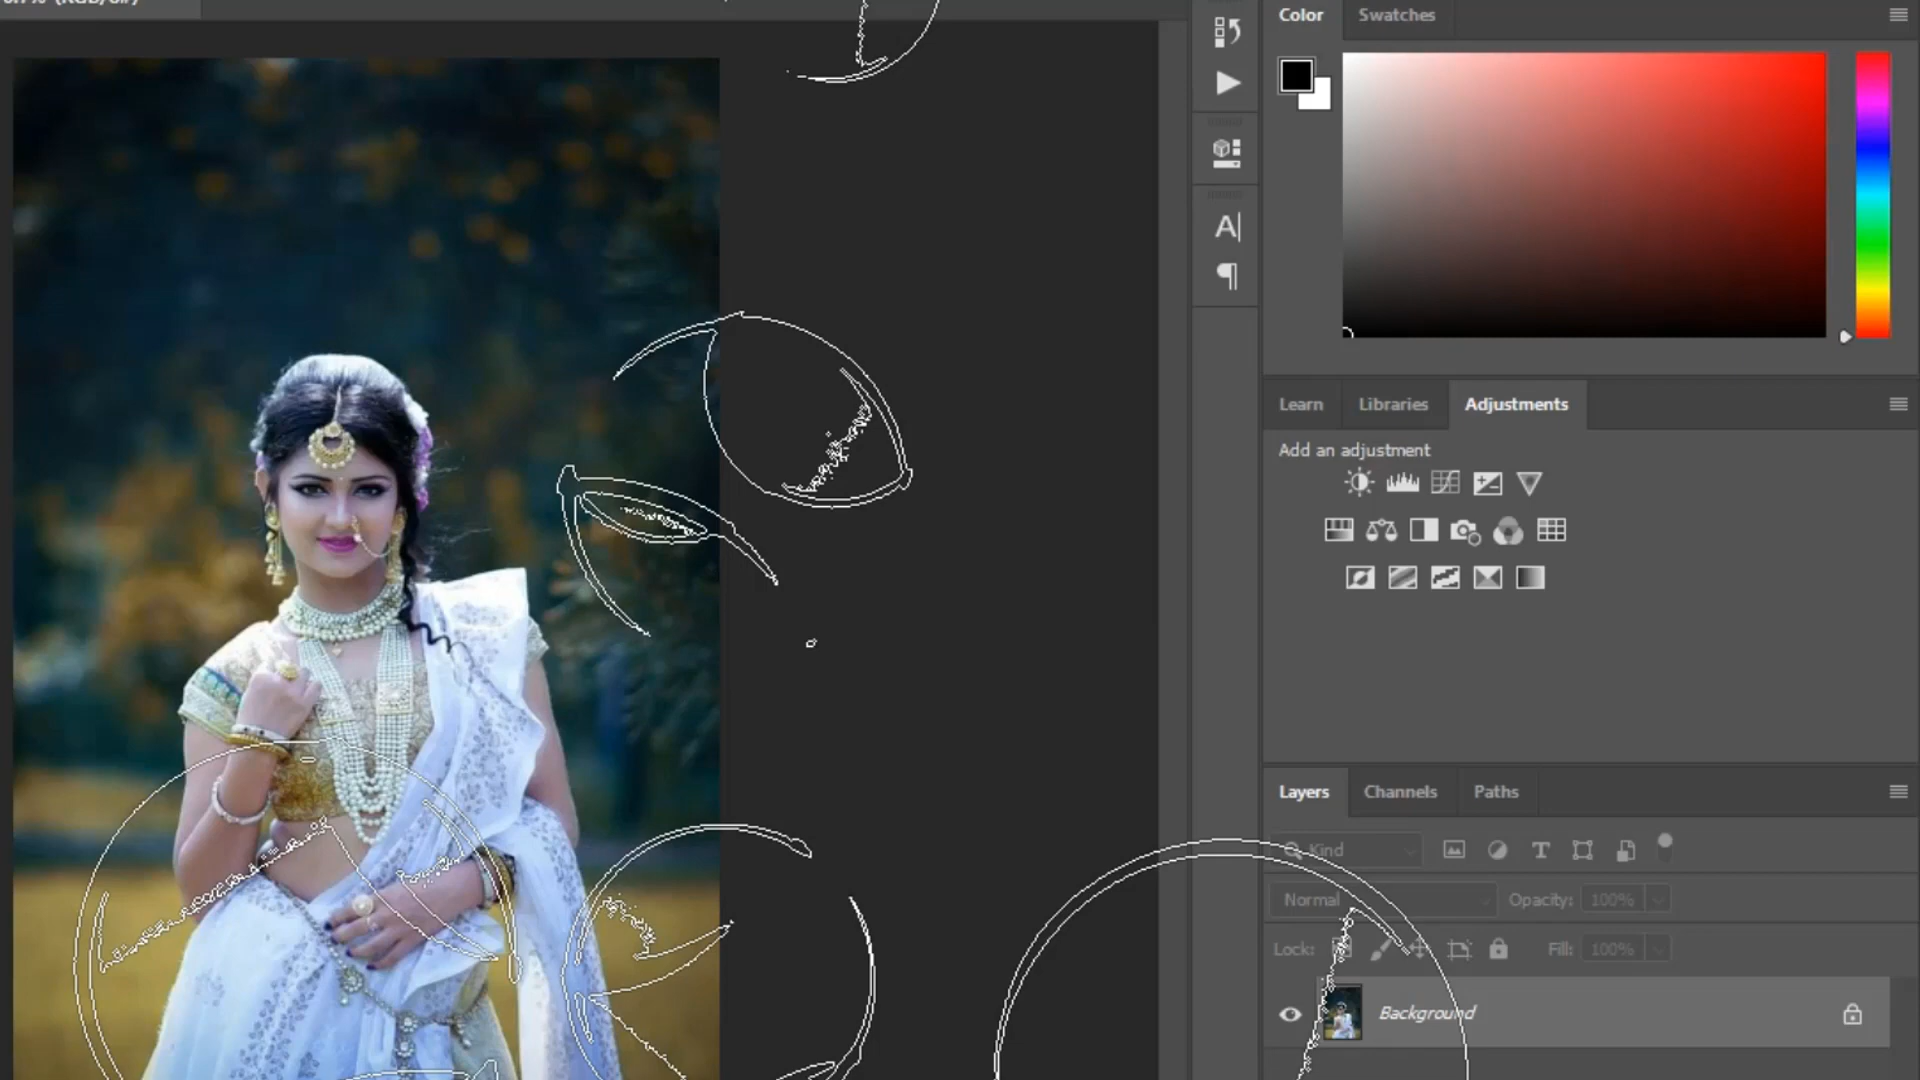 Color Swatches
Learn Libraries Adjustments
Add an adjustment
Layers Channels Paths
Kind
Normal Opacity: 100%
Lock: Fill: 100%
Background